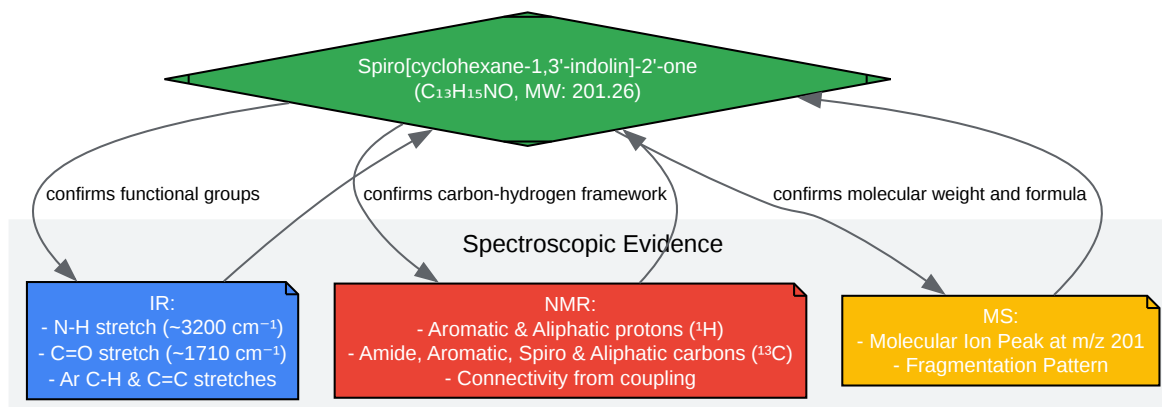 Spiro[cyclohexane-1,3'-indolin]-2'-one
(C₁₃H₁₅NO, MW: 201.26)
confirms functional groups
confirms carbon-hydrogen framework
confirms molecular weight and formula
Spectroscopic Evidence
IR:
- N-H stretch (~3200 cm⁻¹)
- C=O stretch (~1710 cm⁻¹)
- Ar C-H & C=C stretches
NMR:
- Aromatic & Aliphatic protons (¹H)
- Amide, Aromatic, Spiro & Aliphatic carbons (¹³C)
- Connectivity from coupling
MS:
- Molecular Ion Peak at m/z 201
- Fragmentation Pattern